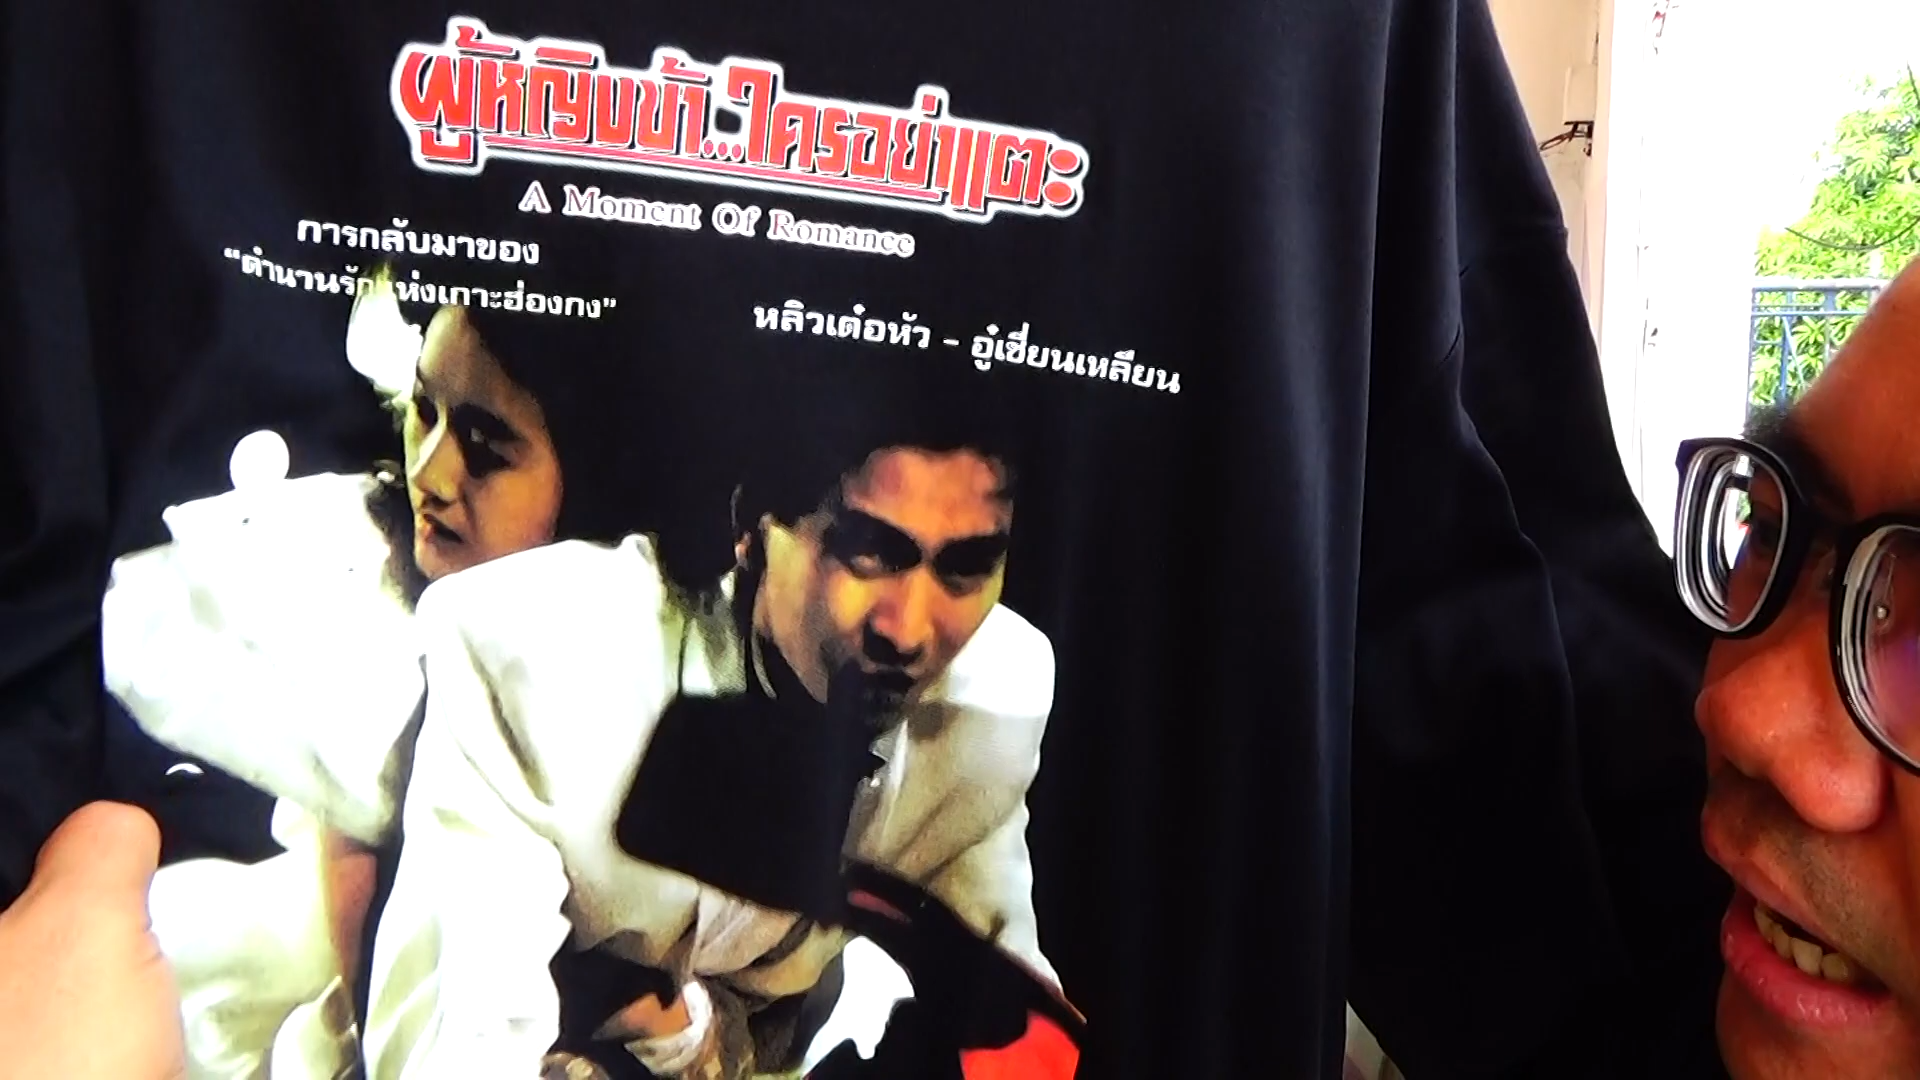 ผู้หญิงข้า...ใครอย่าแตะ
A Moment Of Romance
การกลับมาของ
“ตำนานรักแห่งเกาะฮ่องกง”
หลิวเต๋อหัว - อู๋เชี่ยนเหลียน